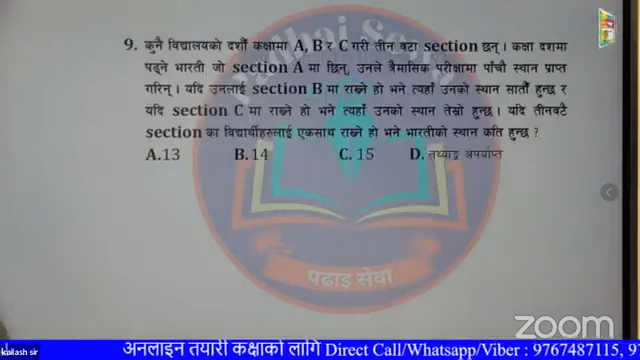 9. कुनै विद्यालयको दशौं कक्षामा A, B र C गरी तीन वटा section छन्। कक्षा दशमा
पढ्ने भारती जो section A मा छिन्, उनले त्रैमासिक परीक्षामा पाँचौ स्थान प्राप्त
गरिन्। यदि उनलाई section B मा राख्ने हो भने त्यहाँ उनको स्थान सातौं हुन्छ र
यदि section C मा राख्ने हो भने त्यहाँ उनको स्थान तेस्रो हुन्छ। यदि तीनवटै
section का विद्यार्थीहरुलाई एकसाथ राख्ने हो भने भारतीको स्थान कति हुन्छ ?
A. 13 B. 14 C. 15 D. तथ्याङ्क अपर्याप्त
पढाइ सेवा
zoom
kailash sir
अनलाइन तयारी कक्षाको लागि Direct Call/Whatsapp/Viber : 9767487115, 9